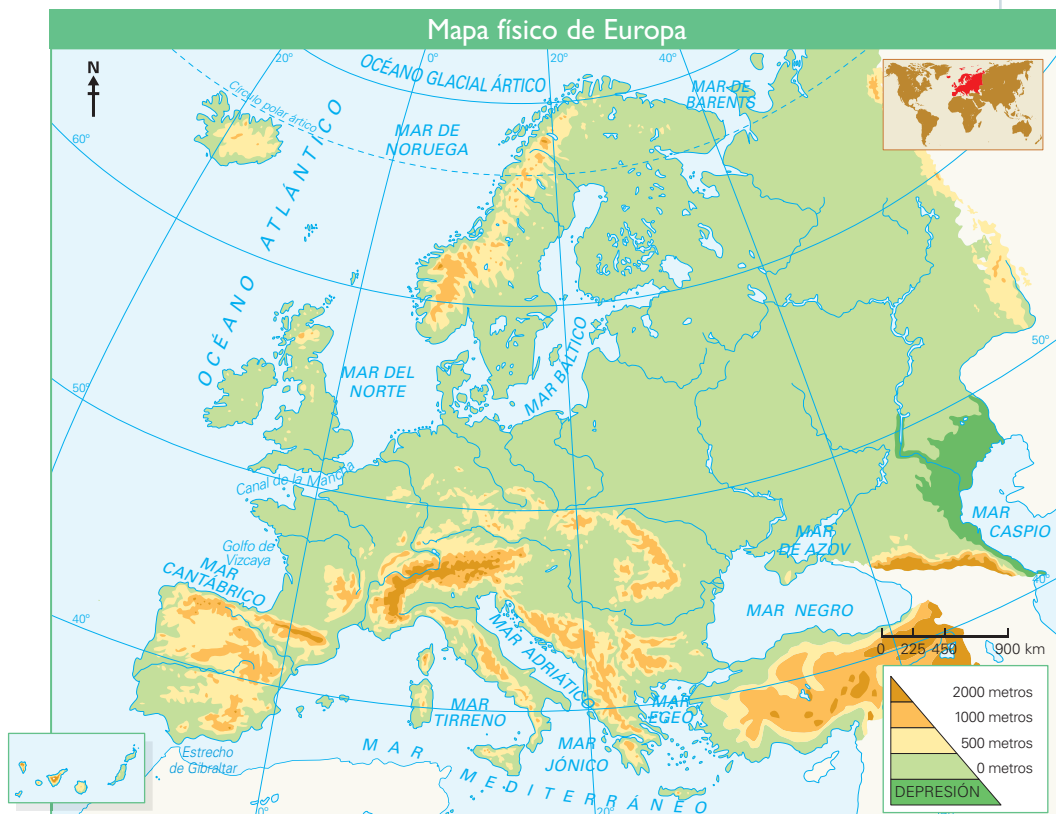 Mapa físico de Europa
N
20°
0°
20°
40°
OCÉANO GLACIAL ÁRTICO
MAR DE
BARENTS
Círculo polar ártico
60°
MAR DE
NORUEGA
OCÉANO ATLÁNTICO
50°
50°
MAR DEL
NORTE
MAR BÁLTICO
Canal de la Mancha
MAR
CASPIO
MAR
DE AZOV
Golfo de
Vizcaya
MAR
CANTÁBRICO
40°
40°
MAR NEGRO
MAR ADRIÁTICO
0 225 450 900 km
MAR
TIRRENO
MAR
EGEO
MAR
JÓNICO
Estrecho
de Gibraltar
MAR MEDITERRÁNEO
0°
20°
2000 metros
1000 metros
500 metros
0 metros
DEPRESIÓN